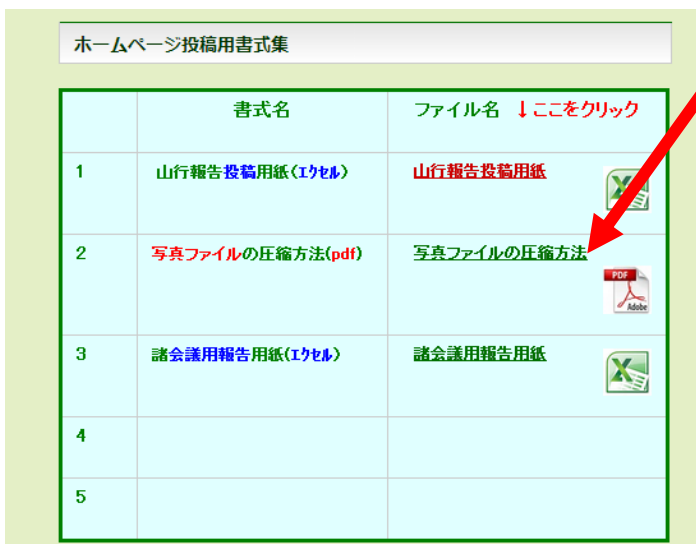 ホームページ投稿用書式集
書式名 ファイル名 ↓ここをクリック
1 山行報告投稿用紙(エクセル) 山行報告投稿用紙
2 写真ファイルの圧縮方法(pdf) 写真ファイルの圧縮方法
PDF
Adobe
3 諸会議用報告用紙(エクセル) 諸会議用報告用紙
4
5